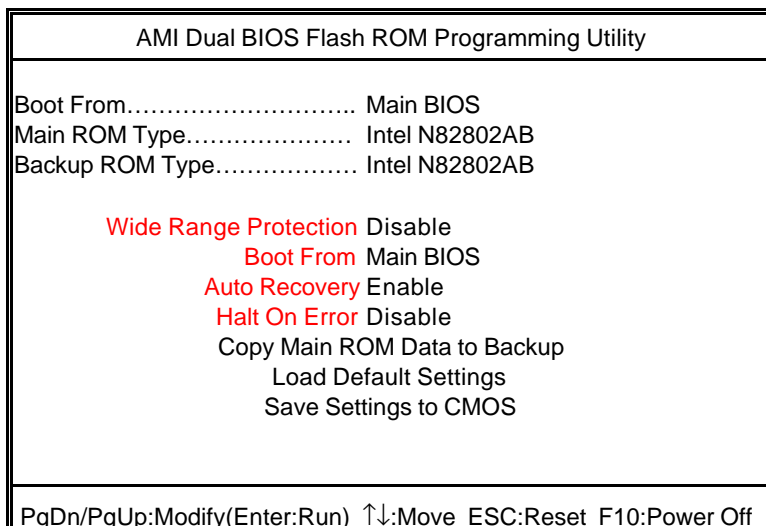 AMI Dual BIOS Flash ROM Programming Utility
Boot From……………………….. Main BIOS
Main ROM Type………………… Intel N82802AB
Backup ROM Type……………… Intel N82802AB
Wide Range Protection Disable
Boot From Main BIOS
Auto Recovery Enable
Halt On Error Disable
Copy Main ROM Data to Backup
Load Default Settings
Save Settings to CMOS
PgDn/PgUp:Modify(Enter:Run) ↑↓:Move ESC:Reset F10:Power Off